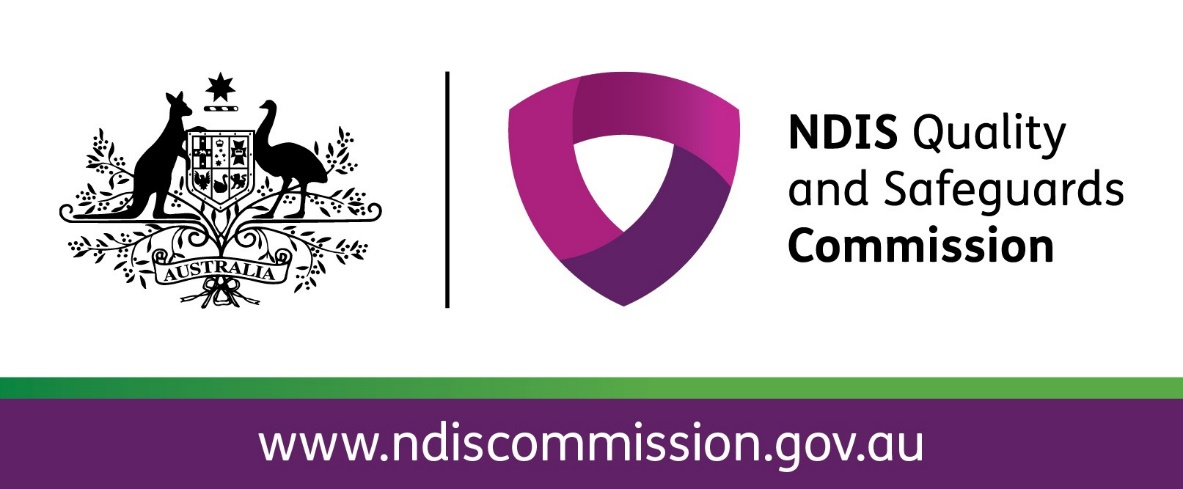 AUSTRALIA
NDIS Quality
and Safeguards
Commission
www.ndiscommission.gov.au